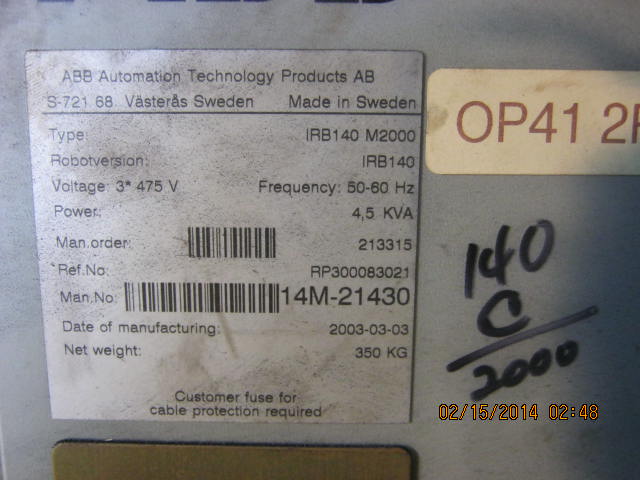 ABB Automation Technology Products AB
S-721 68 Västerås Sweden Made in Sweden
Type: IRB140 M2000
Robotversion: IRB140
Voltage: 3* 475 V Frequency: 50-60 Hz
Power: 4,5 KVA
Man.order: 213315
Ref.No: RP300083021
Man.No: 14M-21430
Date of manufacturing: 2003-03-03
Net weight: 350 KG
Customer fuse for
cable protection required
OP41
140
C
2000
02/15/2014 02:48